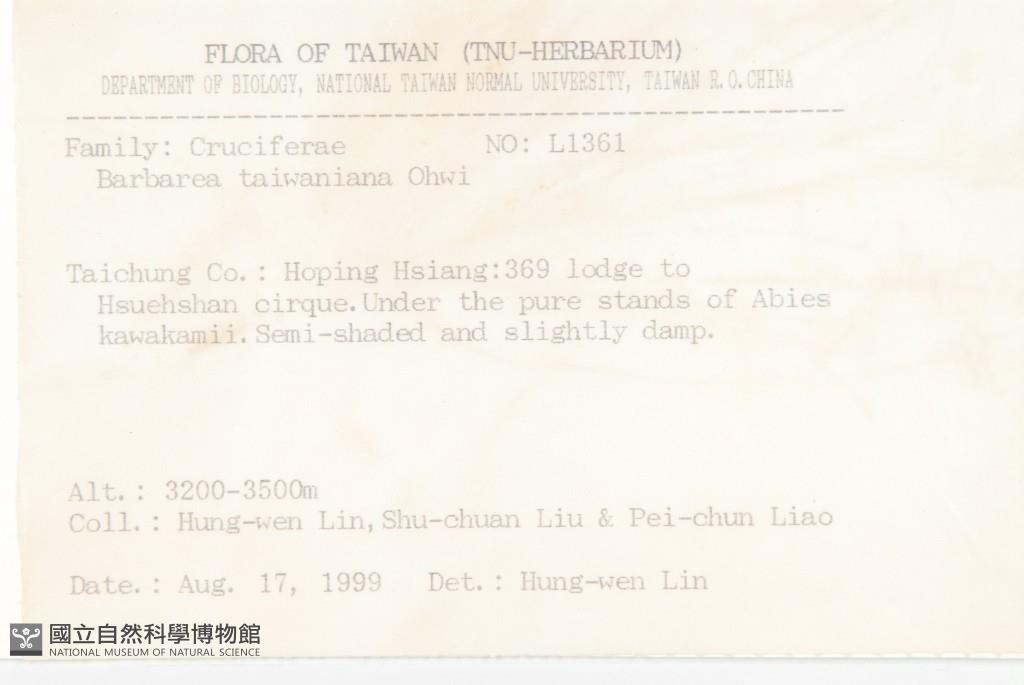 FLORA OF TAIWAN (TNU-HERBARIUM)
DEPARTMENT OF BIOLOGY, NATIONAL TAIWAN NORMAL UNIVERSITY, TAIWAN R.O.CHINA
Family: Cruciferae NO: L1361
Barbarea taiwaniana Ohwi
Taichung Co.: Hoping Hsiang:369 lodge to
Hsuehshan cirque.Under the pure stands of Abies
kawakamii.Semi-shaded and slightly damp.
Alt.: 3200-3500m
Coll.: Hung-wen Lin,Shu-chuan Liu & Pei-chun Liao
Date.: Aug. 17, 1999 Det.: Hung-wen Lin
國立自然科學博物館
NATIONAL MUSEUM OF NATURAL SCIENCE